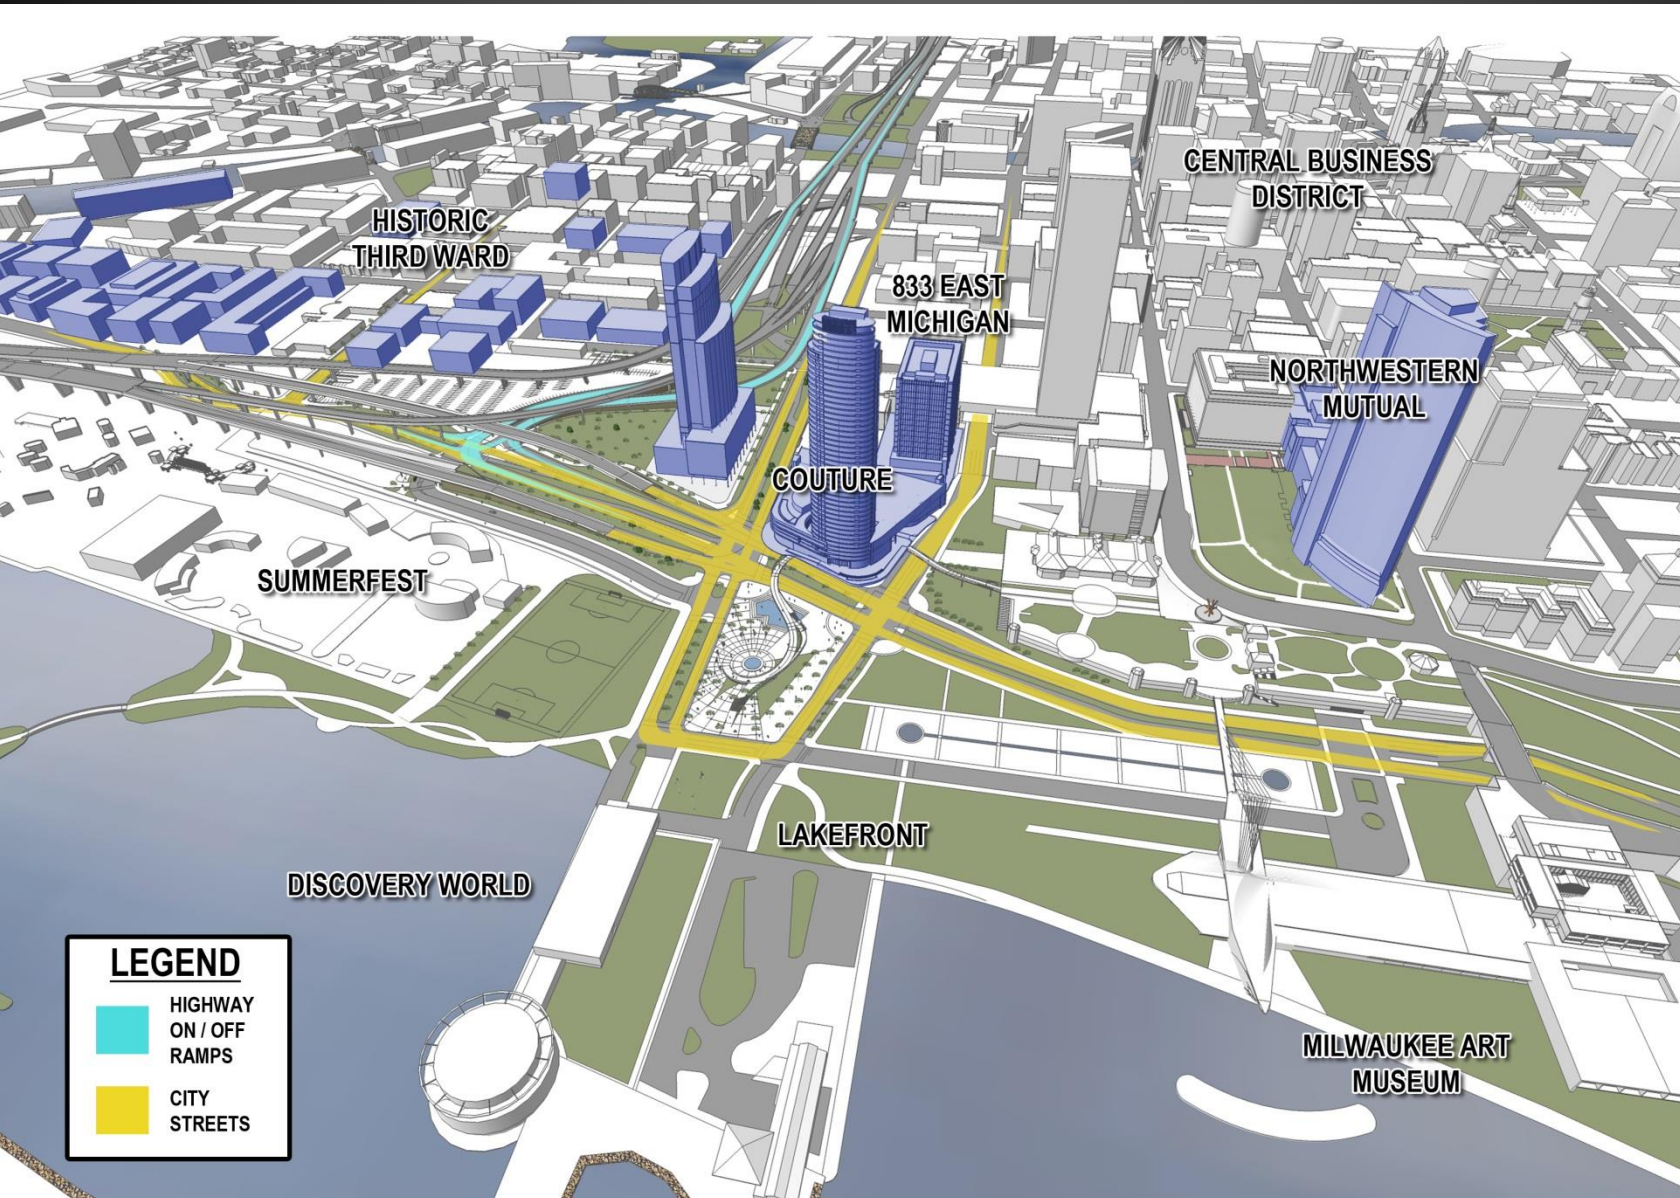 CENTRAL BUSINESS
DISTRICT
HISTORIC
THIRD WARD
833 EAST
MICHIGAN
NORTHWESTERN
MUTUAL
COUTURE
SUMMERFEST
LAKEFRONT
DISCOVERY WORLD
MILWAUKEE ART
MUSEUM
LEGEND
HIGHWAY
ON / OFF
RAMPS
CITY
STREETS